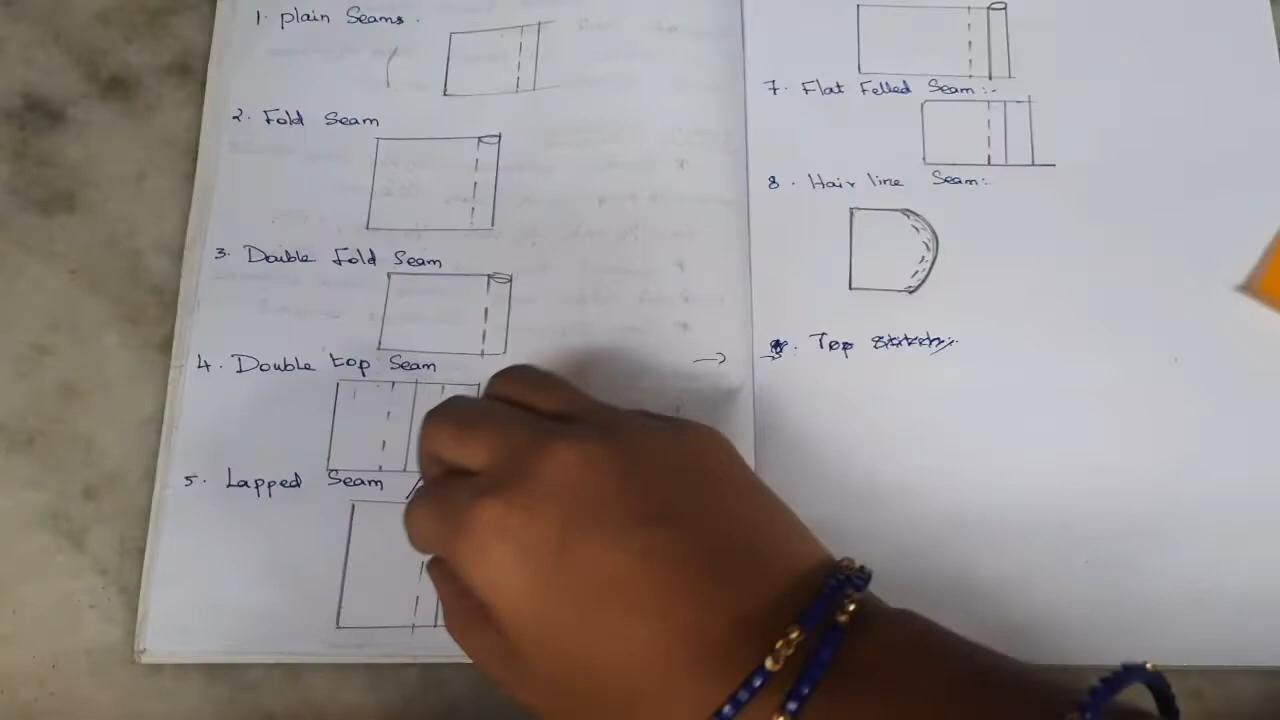 1. plain Seams.
2. Fold Seam
3. Double Fold Seam
4. Double top Seam
5. Lapped Seam
7. Flat Felled Seam:-
8. Hair line Seam:-
Top